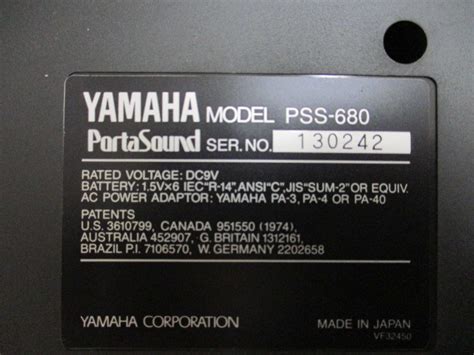 YAMAHA MODEL PSS-680
PortaSound SER.NO. 130242
RATED VOLTAGE: DC9V
BATTERY: 1.5V×6 IEC"R-14", ANSI"C", JIS"SUM-2" OR EQUIV.
AC POWER ADAPTOR: YAMAHA PA-3, PA-4 OR PA-40
PATENTS
U.S. 3610799, CANADA 951550 (1974),
AUSTRALIA 452907, G. BRITAIN 1312161,
BRAZIL P.I. 7106570, W. GERMANY 2202658
YAMAHA CORPORATION
MADE IN JAPAN
VF32450